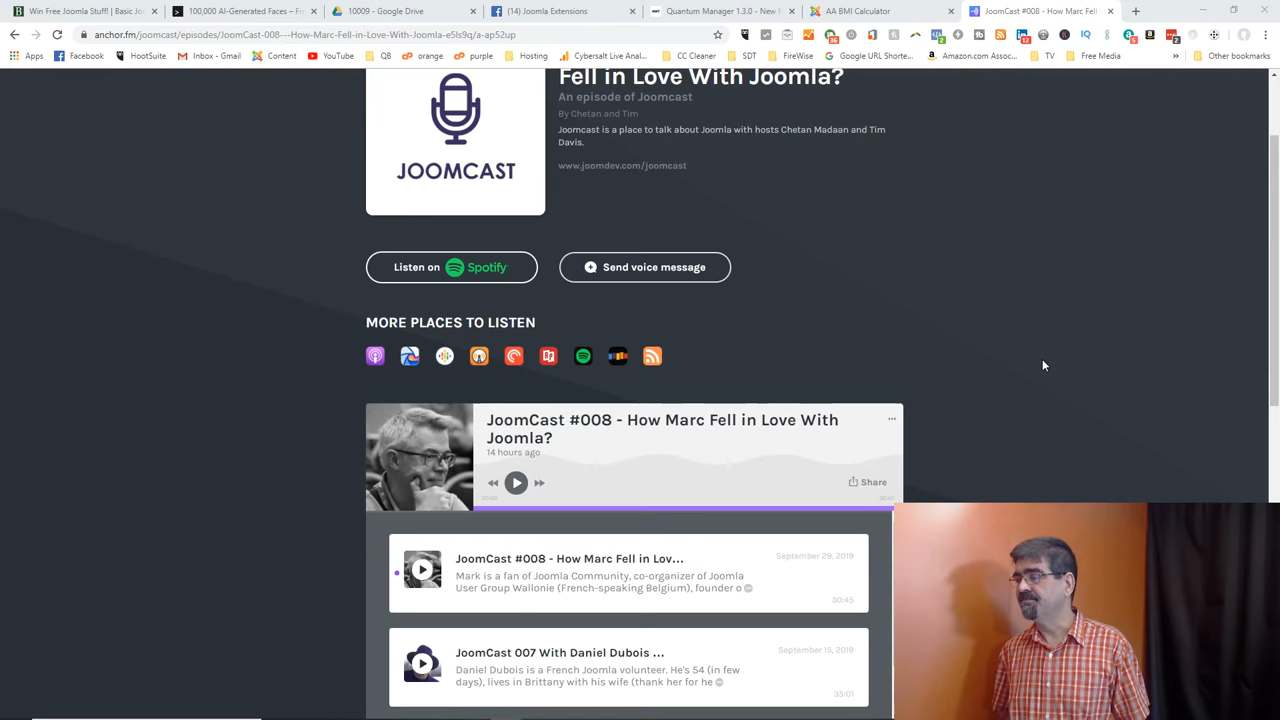 Win Free Joomla Stuff! | Basic Jo
100,000 AI-Generated Faces – Fre
10009 - Google Drive
(14) Joomla Extensions
Quantum Manager 1.3.0 - New F
AA BMI Calculator
JoomCast #008 - How Marc Fell i
anchor.fm/joomcast/episodes/JoomCast-008---How-Marc-Fell-in-Love-With-Joomla-e5ls9q/a-ap52up
Apps
Facebook
HootSuite
Inbox - Gmail
Content
YouTube
QB
orange
purple
Hosting
Cybersalt Live Anal...
CC Cleaner
SDT
FireWise
Google URL Shorte...
Amazon.com Assoc...
TV
Free Media
»
Other bookmarks
Fell in Love With Joomla?
An episode of Joomcast
By Chetan and Tim
Joomcast is a place to talk about Joomla with hosts Chetan Madaan and Tim
Davis.
www.joomdev.com/joomcast
JOOMCAST
Listen on Spotify
Send voice message
MORE PLACES TO LISTEN
JoomCast #008 - How Marc Fell in Love With
Joomla?
14 hours ago
Share
00:00
30:45
JoomCast #008 - How Marc Fell in Lov...
September 29, 2019
Mark is a fan of Joomla Community, co-organizer of Joomla
User Group Wallonie (French-speaking Belgium), founder o
30:45
JoomCast 007 With Daniel Dubois ...
September 15, 2019
Daniel Dubois is a French Joomla volunteer. He's 54 (in few
days), lives in Brittany with his wife (thank her for he
35:01